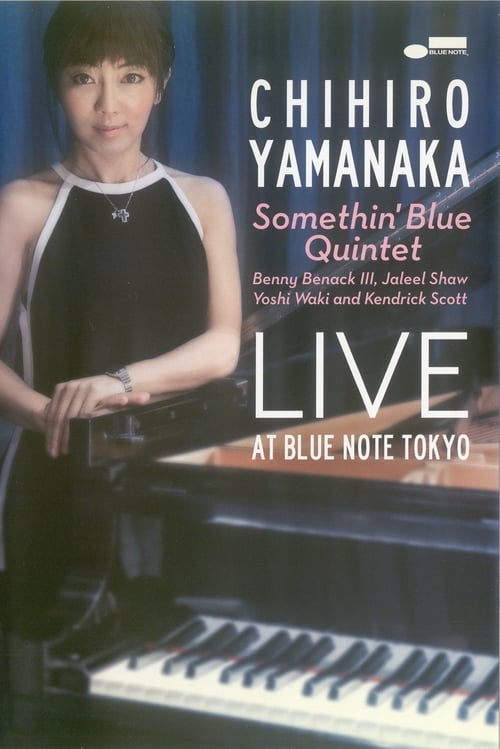 BLUE NOTE
CHIHIRO
YAMANAKA
Somethin' Blue
Quintet
Benny Benack III, Jaleel Shaw
Yoshi Waki and Kendrick Scott
LIVE
AT BLUE NOTE TOKYO